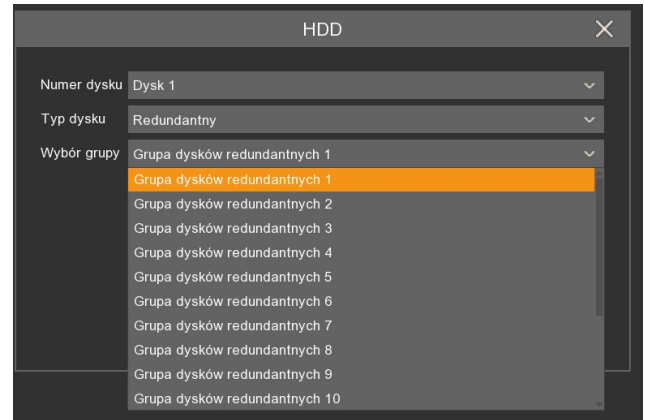 HDD
Numer dysku Dysk 1
Typ dysku Redundantny
Wybór grupy Grupa dysków redundantnych 1
Grupa dysków redundantnych 1
Grupa dysków redundantnych 2
Grupa dysków redundantnych 3
Grupa dysków redundantnych 4
Grupa dysków redundantnych 5
Grupa dysków redundantnych 6
Grupa dysków redundantnych 7
Grupa dysków redundantnych 8
Grupa dysków redundantnych 9
Grupa dysków redundantnych 10